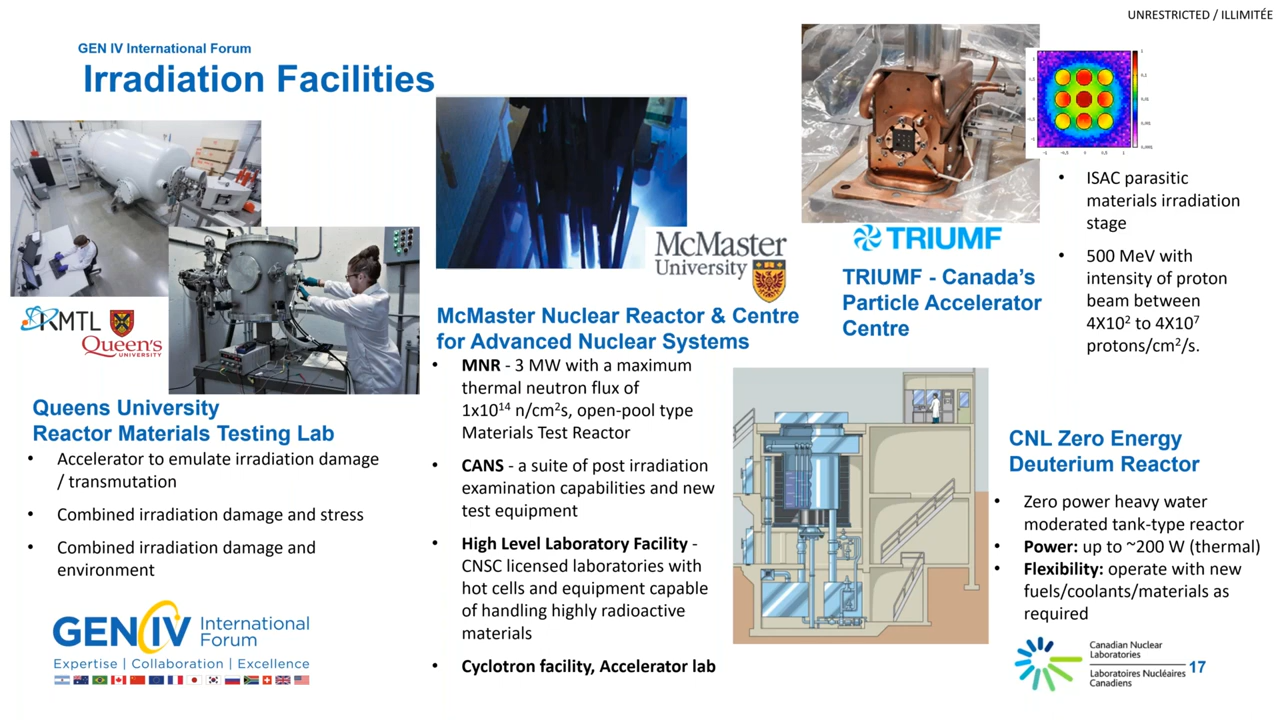 UNRESTRICTED / ILLIMITÉE
GEN IV International Forum
Irradiation Facilities
RMTL
Queen's
UNIVERSITY
Queens University
Reactor Materials Testing Lab
• Accelerator to emulate irradiation damage
/ transmutation
• Combined irradiation damage and stress
• Combined irradiation damage and
environment
McMaster
University
McMaster Nuclear Reactor & Centre
for Advanced Nuclear Systems
• MNR - 3 MW with a maximum
thermal neutron flux of
1x10¹⁴ n/cm²s, open-pool type
Materials Test Reactor
• CANS - a suite of post irradiation
examination capabilities and new
test equipment
• High Level Laboratory Facility -
CNSC licensed laboratories with
hot cells and equipment capable
of handling highly radioactive
materials
• Cyclotron facility, Accelerator lab
TRIUMF
TRIUMF - Canada's
Particle Accelerator
Centre
• ISAC parasitic
materials irradiation
stage
• 500 MeV with
intensity of proton
beam between
4X10² to 4X10⁷
protons/cm²/s.
CNL Zero Energy
Deuterium Reactor
• Zero power heavy water
moderated tank-type reactor
• Power: up to ~200 W (thermal)
• Flexibility: operate with new
fuels/coolants/materials as
required
GENIV International
Forum
Expertise | Collaboration | Excellence
Canadian Nuclear
Laboratories
Laboratoires Nucléaires
Canadiens
17